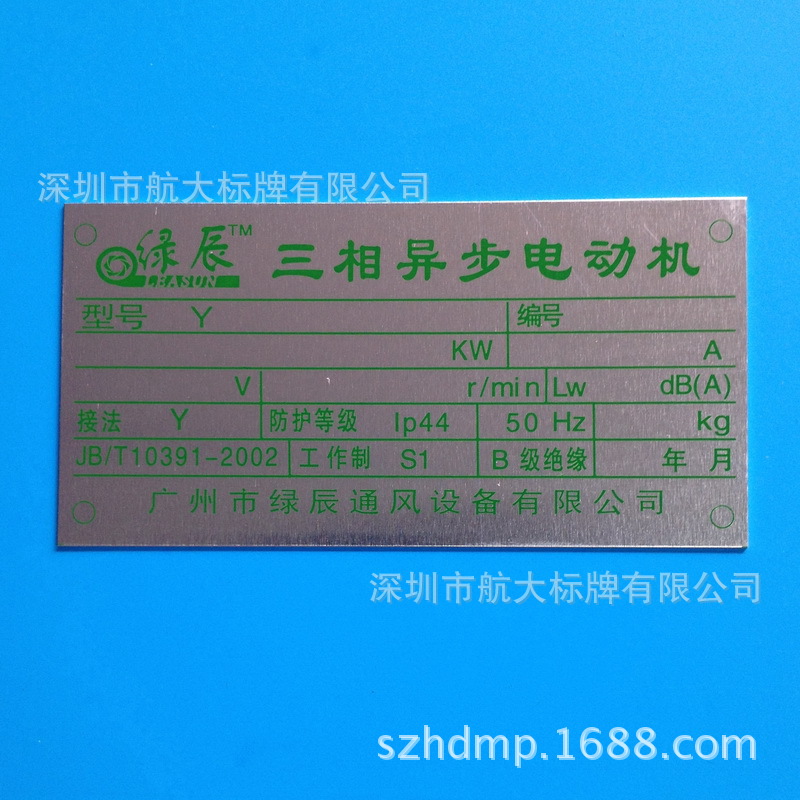 深圳市航大标牌有限公司
绿辰™ 三相异步电动机
LEASUN
型号 Y 编号
KW A
V r/min Lw dB(A)
接法 Y 防护等级 Ip44 50 Hz kg
JB/T10391-2002 工作制 S1 B 级绝缘 年 月
广州市绿辰通风设备有限公司
深圳市航大标牌有限公司
szhdmp.1688.com